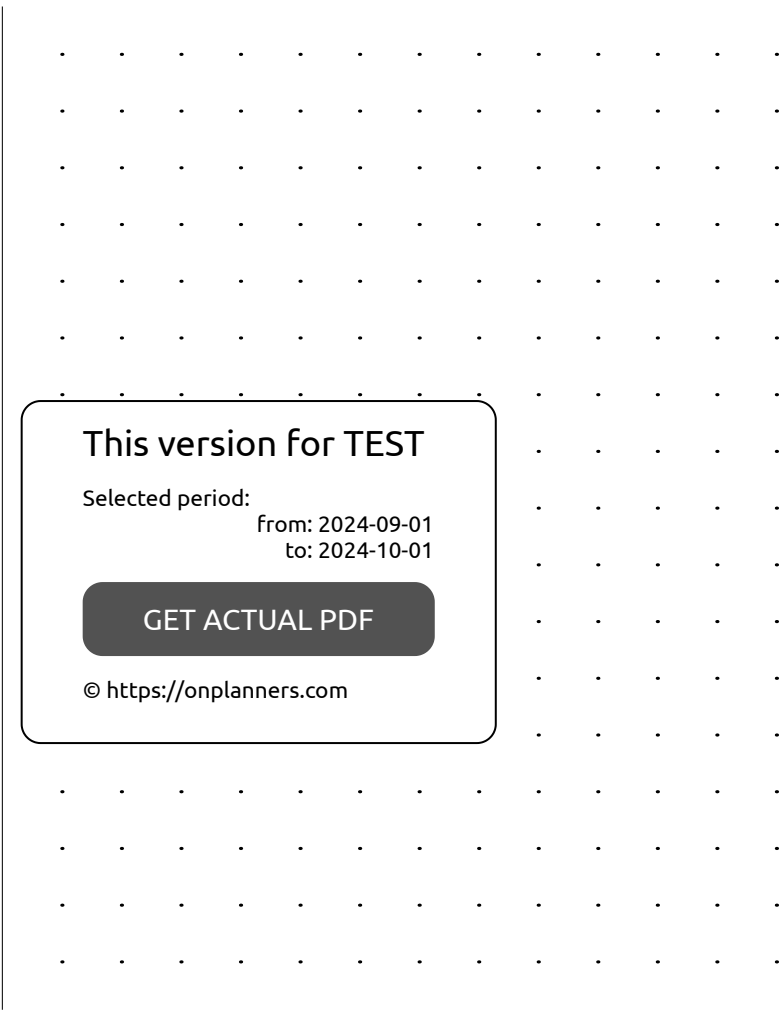 This version for TEST
Selected period:
from: 2024-09-01
to: 2024-10-01
GET ACTUAL PDF
© https://onplanners.com